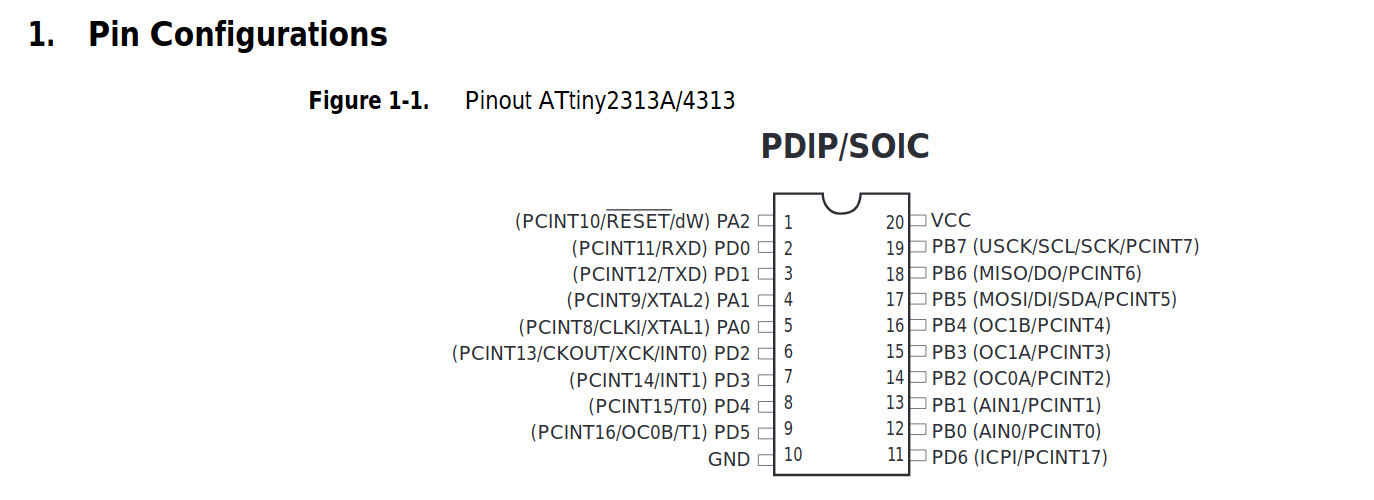 1. Pin Configurations
Figure 1-1. Pinout ATtiny2313A/4313
PDIP/SOIC
(PCINT10/RESET/dW) PA2 1 20 VCC
(PCINT11/RXD) PD0 2 19 PB7 (USCK/SCL/SCK/PCINT7)
(PCINT12/TXD) PD1 3 18 PB6 (MISO/DO/PCINT6)
(PCINT9/XTAL2) PA1 4 17 PB5 (MOSI/DI/SDA/PCINT5)
(PCINT8/CLKI/XTAL1) PA0 5 16 PB4 (OC1B/PCINT4)
(PCINT13/CKOUT/XCK/INT0) PD2 6 15 PB3 (OC1A/PCINT3)
(PCINT14/INT1) PD3 7 14 PB2 (OC0A/PCINT2)
(PCINT15/T0) PD4 8 13 PB1 (AIN1/PCINT1)
(PCINT16/OC0B/T1) PD5 9 12 PB0 (AIN0/PCINT0)
GND 10 11 PD6 (ICPI/PCINT17)